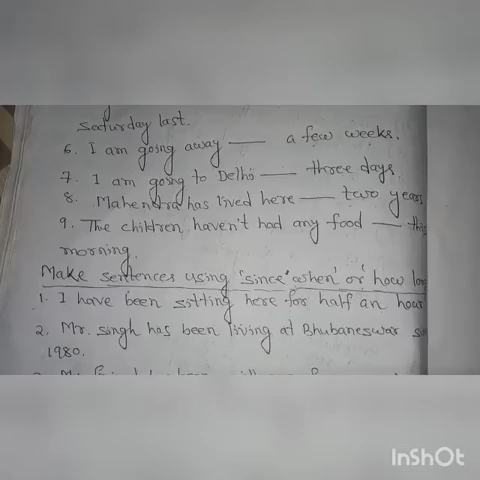 saturday last.
6. I am going away — a few weeks.
7. I am going to Delhi — three days.
8. Mahendra has lived here — two years
9. The children haven't had any food — this
morning.
Make sentences using 'since' when' or' how long
1. I have been sitting here for half an hour
2. Mr. singh has been living at Bhubaneswar
1980.
InShOt